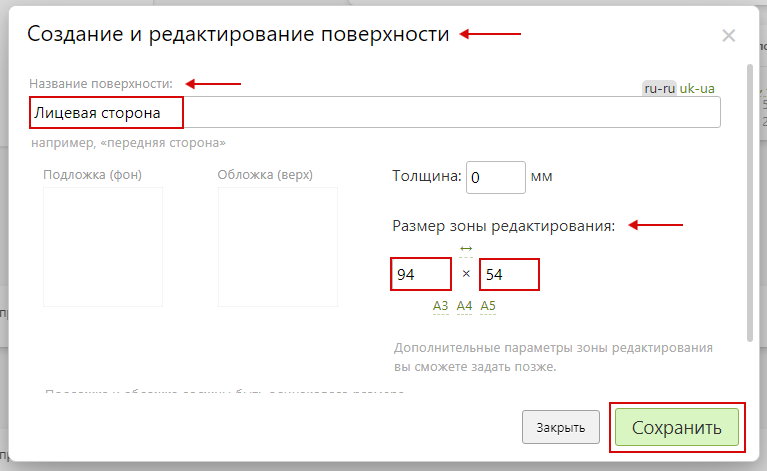 Создание и редактирование поверхности
×
Название поверхности:
ru-ru uk-ua
Лицевая сторона
например, «передняя сторона»
Подложка (фон) Обложка (верх)
Толщина: 0 мм
Размер зоны редактирования:
↔
94 × 54
A3 A4 A5
Дополнительные параметры зоны редактирования
вы сможете задать позже.
Закрыть Сохранить